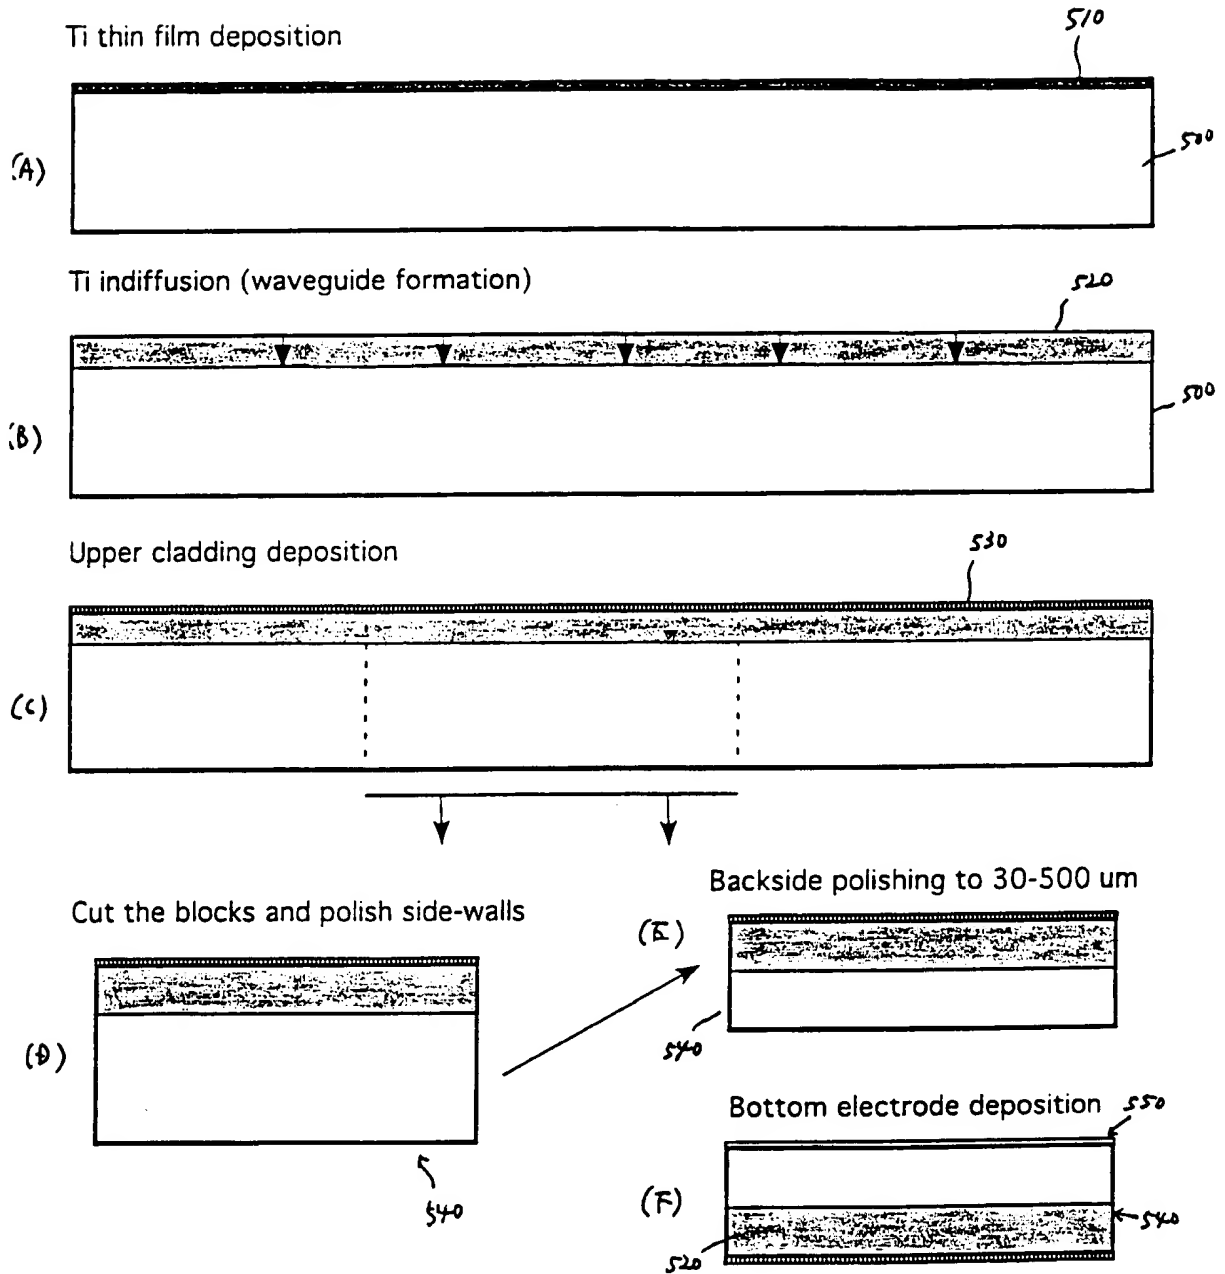 Ti thin film deposition
510
(A)
500
Ti indiffusion (waveguide formation)
520
(B)
500
Upper cladding deposition
530
(C)
Backside polishing to 30-500 um
Cut the blocks and polish side-walls
(E)
(D)
540
540
Bottom electrode deposition
550
(F)
540
520